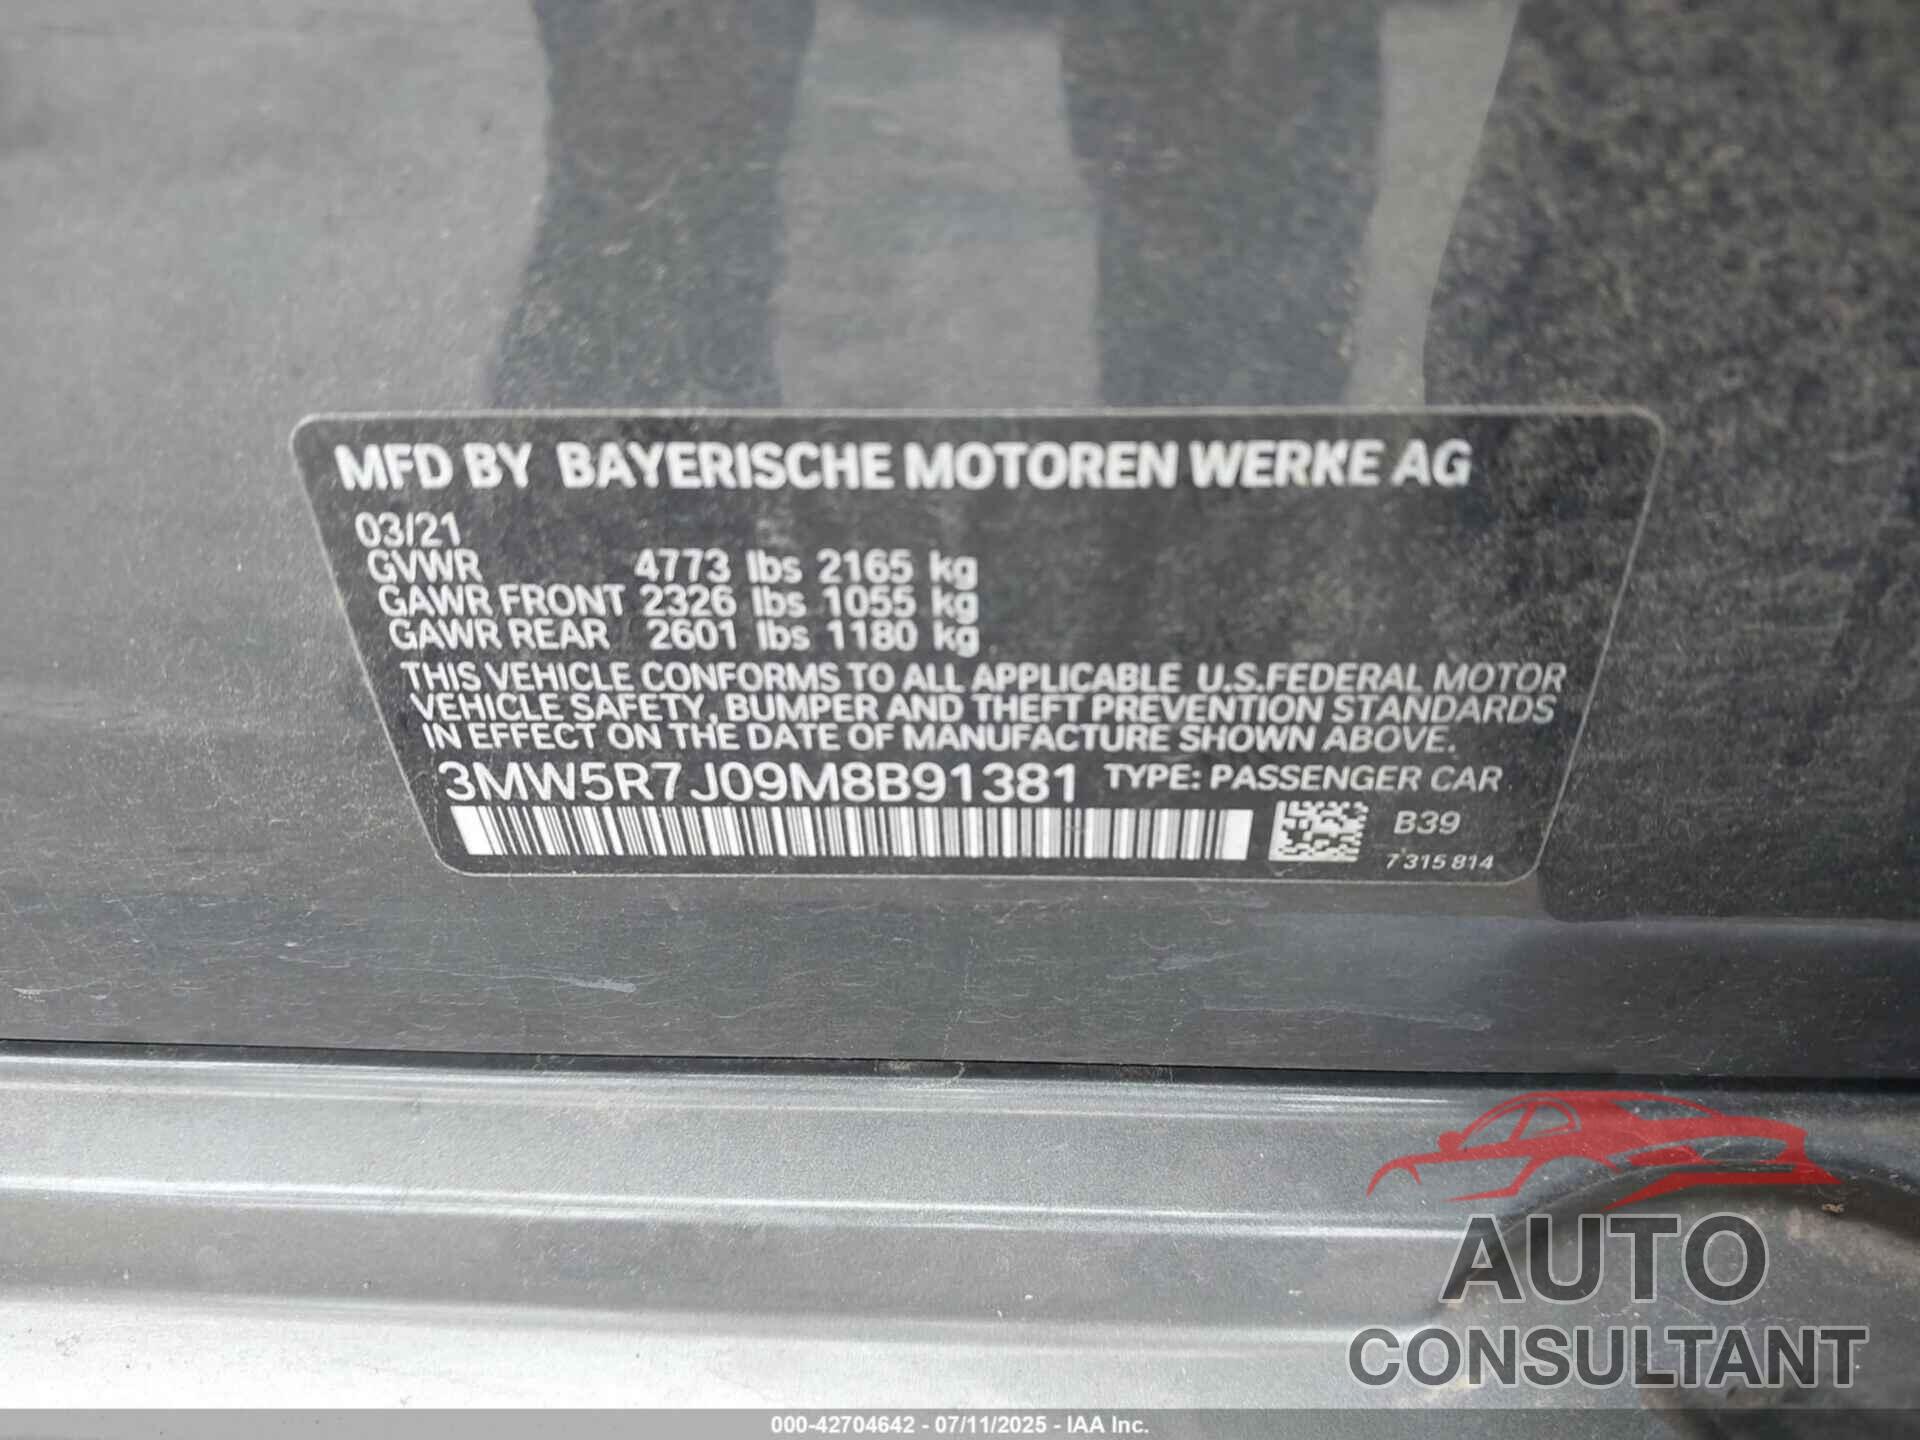 MFD BY BAYERISCHE MOTOREN WERKE AG
03/21
GVWR 4773 lbs 2165 kg
GAWR FRONT 2326 lbs 1055 kg
GAWR REAR 2601 lbs 1180 kg
THIS VEHICLE CONFORMS TO ALL APPLICABLE U.S.FEDERAL MOTOR
VEHICLE SAFETY, BUMPER AND THEFT PREVENTION STANDARDS
IN EFFECT ON THE DATE OF MANUFACTURE SHOWN ABOVE.
3MW5R7J09M8B91381 TYPE: PASSENGER CAR
B39
7 315 814
AUTO
CONSULTANT
000-42704642 - 07/11/2025 - IAA Inc.